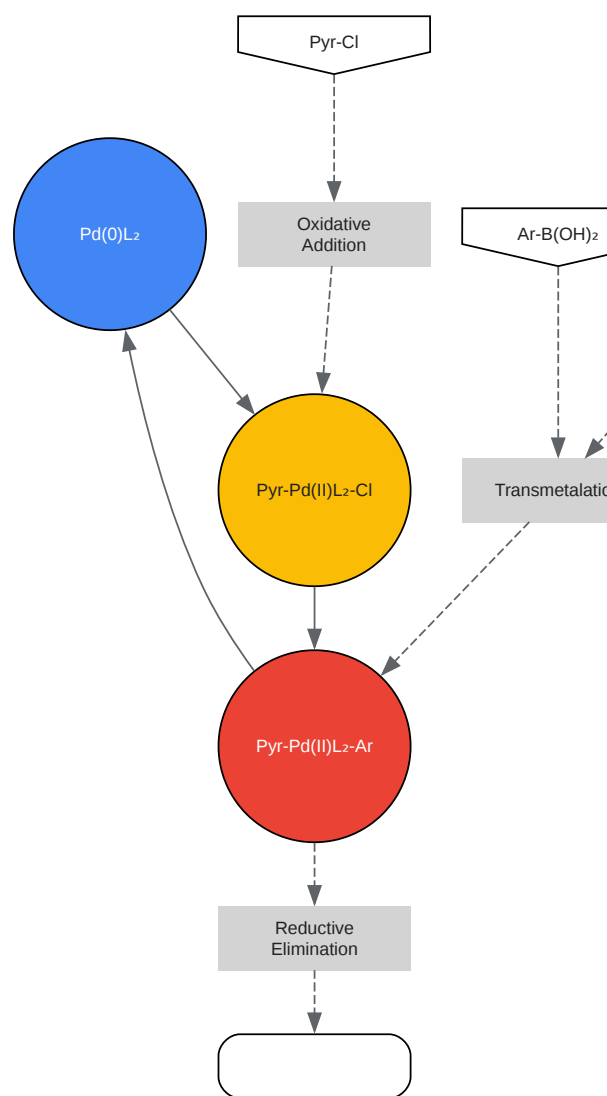 Pyr-Cl
Pd(0)L₂
Oxidative
Addition
Ar-B(OH)₂
Pyr-Pd(II)L₂-Cl
Transmetalatio
Pyr-Pd(II)L₂-Ar
Reductive
Elimination